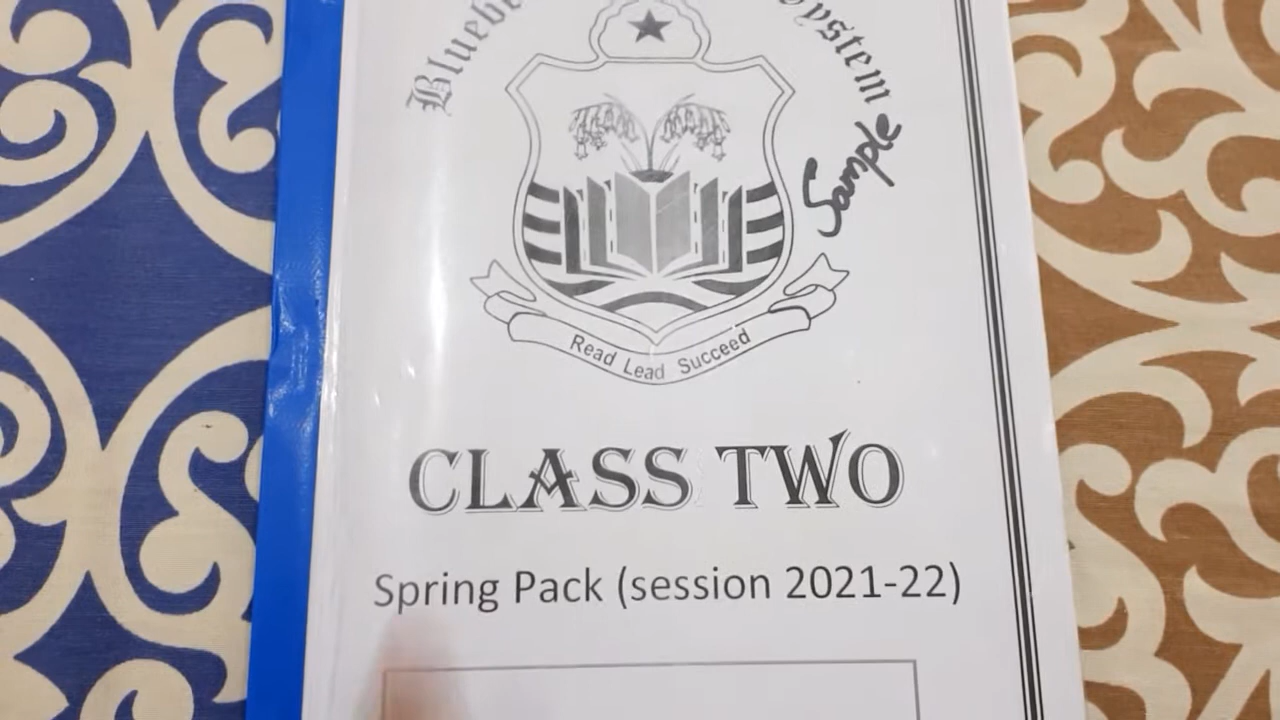 System
Sample
Read Lead Succeed
CLASS TWO
Spring Pack (session 2021-22)